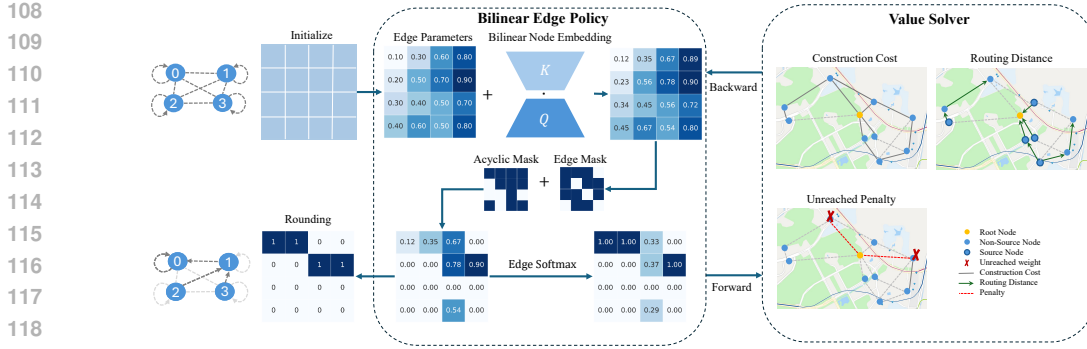 108
109
110
111
112
113
114
115
116
117
118
Bilinear Edge Policy
Value Solver
Initialize
Edge Parameters
Bilinear Node Embedding
0 1
2 3
0.10 0.30 0.60 0.80
0.20 0.50 0.70 0.90
0.30 0.40 0.50 0.70
0.40 0.60 0.50 0.80
+
K
·
Q
0.12 0.35 0.67 0.89
0.23 0.56 0.78 0.90
0.34 0.45 0.56 0.72
0.45 0.67 0.54 0.80
Backward
Construction Cost
Routing Distance
Acyclic Mask
+
Edge Mask
Unreached Penalty
Rounding
0 1
2 3
1 1 0 0
0 0 1 1
0 0 0 0
0 0 0 0
0.12 0.35 0.67 0.00
0.00 0.00 0.78 0.90
0.00 0.00 0.00 0.00
0.00 0.00 0.54 0.00
Edge Softmax
1.00 1.00 0.33 0.00
0.00 0.00 0.37 1.00
0.00 0.00 0.00 0.00
0.00 0.00 0.29 0.00
Forward
X
X
Root Node
Non-Source Node
Source Node
X Unreached weight
Construction Cost
Routing Distance
Penalty